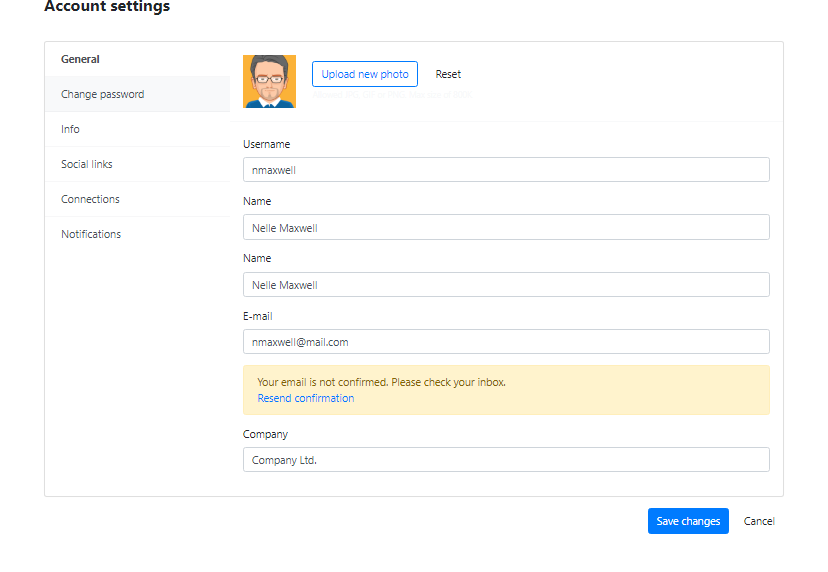 Account settings
General
Change password
Info
Social links
Connections
Notifications
Upload new photo
Reset
Username
nmaxwell
Name
Nelle Maxwell
Name
Nelle Maxwell
E-mail
nmaxwell@mail.com
Your email is not confirmed. Please check your inbox.
Resend confirmation
Company
Company Ltd.
Save changes
Cancel